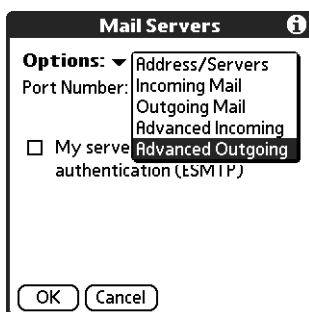 Mail Servers
Options:
Address/Servers
Port Number:
Incoming Mail
Outgoing Mail
Advanced Incoming
My serve
Advanced Outgoing
authentication (ESMTP)
OK
Cancel